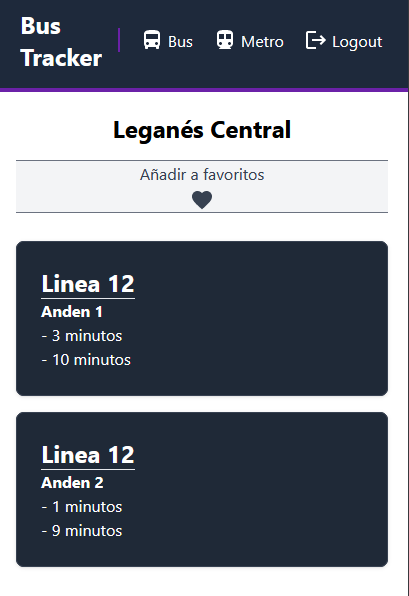 Bus
Tracker
Bus
Metro
Logout
Leganés Central
Añadir a favoritos
Linea 12
Anden 1
- 3 minutos
- 10 minutos
Linea 12
Anden 2
- 1 minutos
- 9 minutos